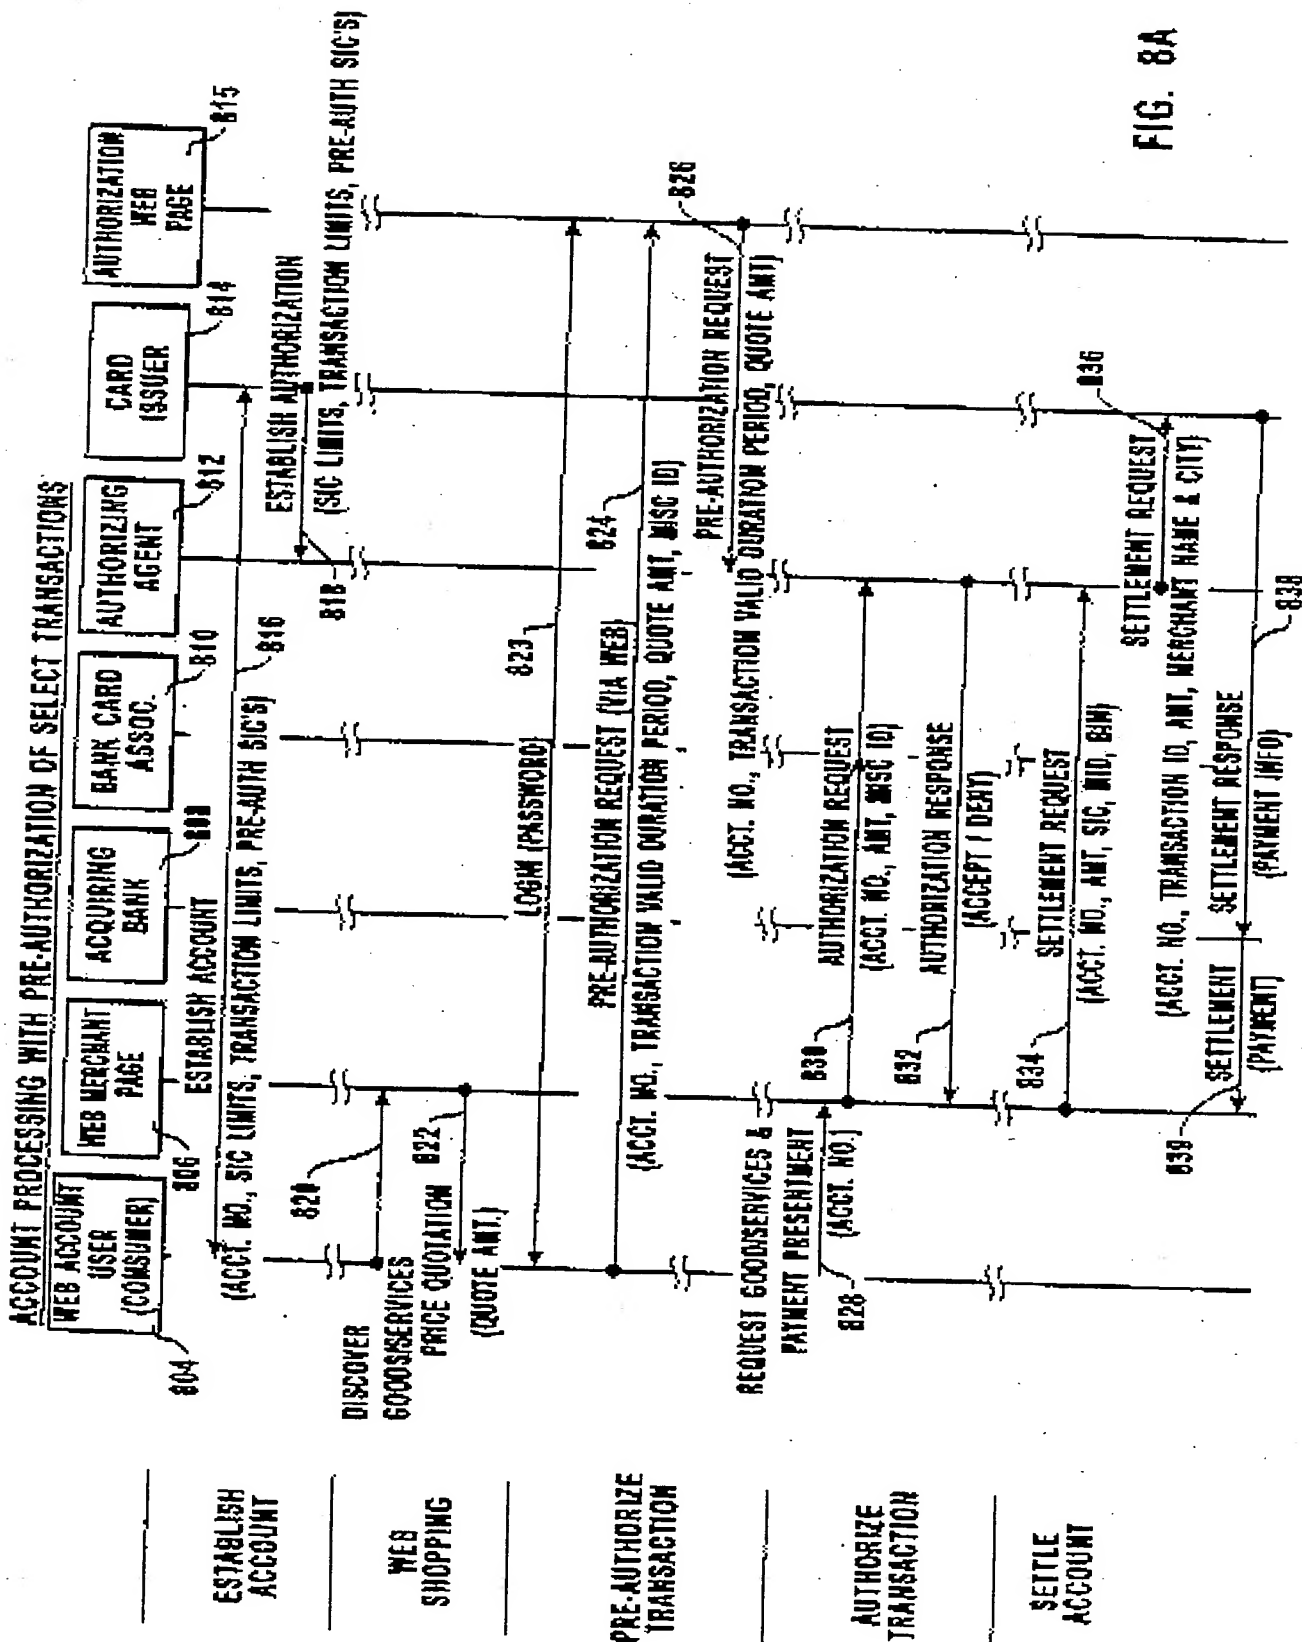 ACCOUNT PROCESSING WITH PRE-AUTHORIZATION OF SELECT TRANSACTIONS
WEB ACCOUNT
USER
(CONSUMER)
804
WEB MERCHANT
PAGE
806
ACQUIRING
BANK
808
BANK CARD
ASSOC.
810
AUTHORIZING
AGENT
812
CARD
ISSUER
814
AUTHORIZATION
WEB
PAGE
815
ESTABLISH
ACCOUNT
ESTABLISH ACCOUNT
816
(ACCT. NO., SIC LIMITS, TRANSACTION LIMITS, PRE-AUTH SIC'S)
ESTABLISH AUTHORIZATION
818
(SIC LIMITS, TRANSACTION LIMITS, PRE-AUTH SIC'S)
WEB
SHOPPING
DISCOVER
GOODS/SERVICES
820
PRICE QUOTATION
822
(QUOTE AMT.)
PRE-AUTHORIZE
TRANSACTION
LOGIN (PASSWORD)
823
PRE-AUTHORIZATION REQUEST (VIA WEB)
824
(ACCT. NO., TRANSACTION VALID DURATION PERIOD, QUOTE AMT, MISC ID)
PRE-AUTHORIZATION REQUEST
826
(ACCT. NO., TRANSACTION VALID DURATION PERIOD, QUOTE AMT)
AUTHORIZE
TRANSACTION
REQUEST GOOD/SERVICES &
PAYMENT PRESENTMENT
(ACCT. NO.)
828
AUTHORIZATION REQUEST
830
(ACCT. NO., AMT, MISC ID)
AUTHORIZATION RESPONSE
832
(ACCEPT / DENY)
SETTLE
ACCOUNT
SETTLEMENT REQUEST
834
(ACCT. NO., AMT, SIC, MID, BIN)
SETTLEMENT REQUEST
836
(ACCT. NO., TRANSACTION ID, AMT, MERCHANT NAME & CITY)
SETTLEMENT RESPONSE
838
(PAYMENT INFO)
SETTLEMENT
839
(PAYMENT)
FIG. 8A